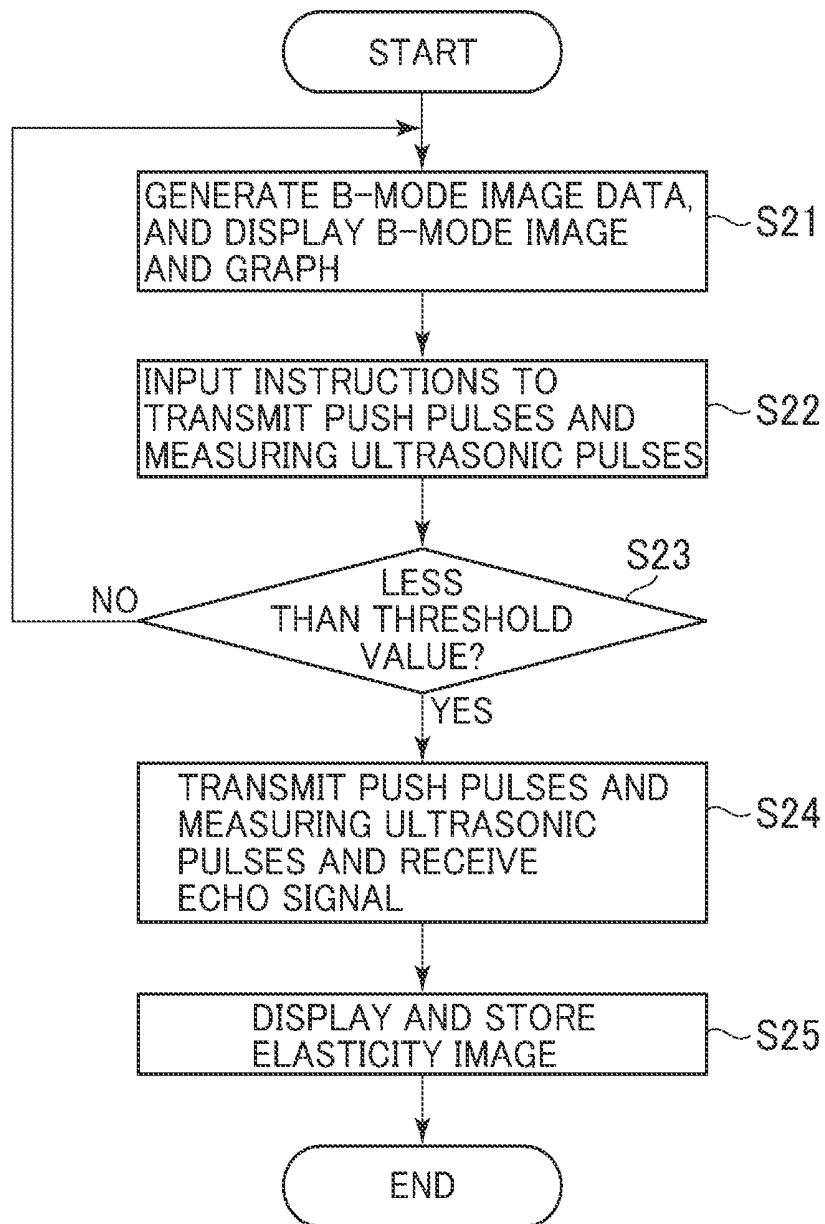 START
GENERATE B-MODE IMAGE DATA,
AND DISPLAY B-MODE IMAGE
AND GRAPH
S21
INPUT INSTRUCTIONS TO
TRANSMIT PUSH PULSES AND
MEASURING ULTRASONIC PULSES
S22
S23
LESS
THAN THRESHOLD
VALUE?
NO
YES
TRANSMIT PUSH PULSES AND
MEASURING ULTRASONIC
PULSES AND RECEIVE
ECHO SIGNAL
S24
DISPLAY AND STORE
ELASTICITY IMAGE
S25
END